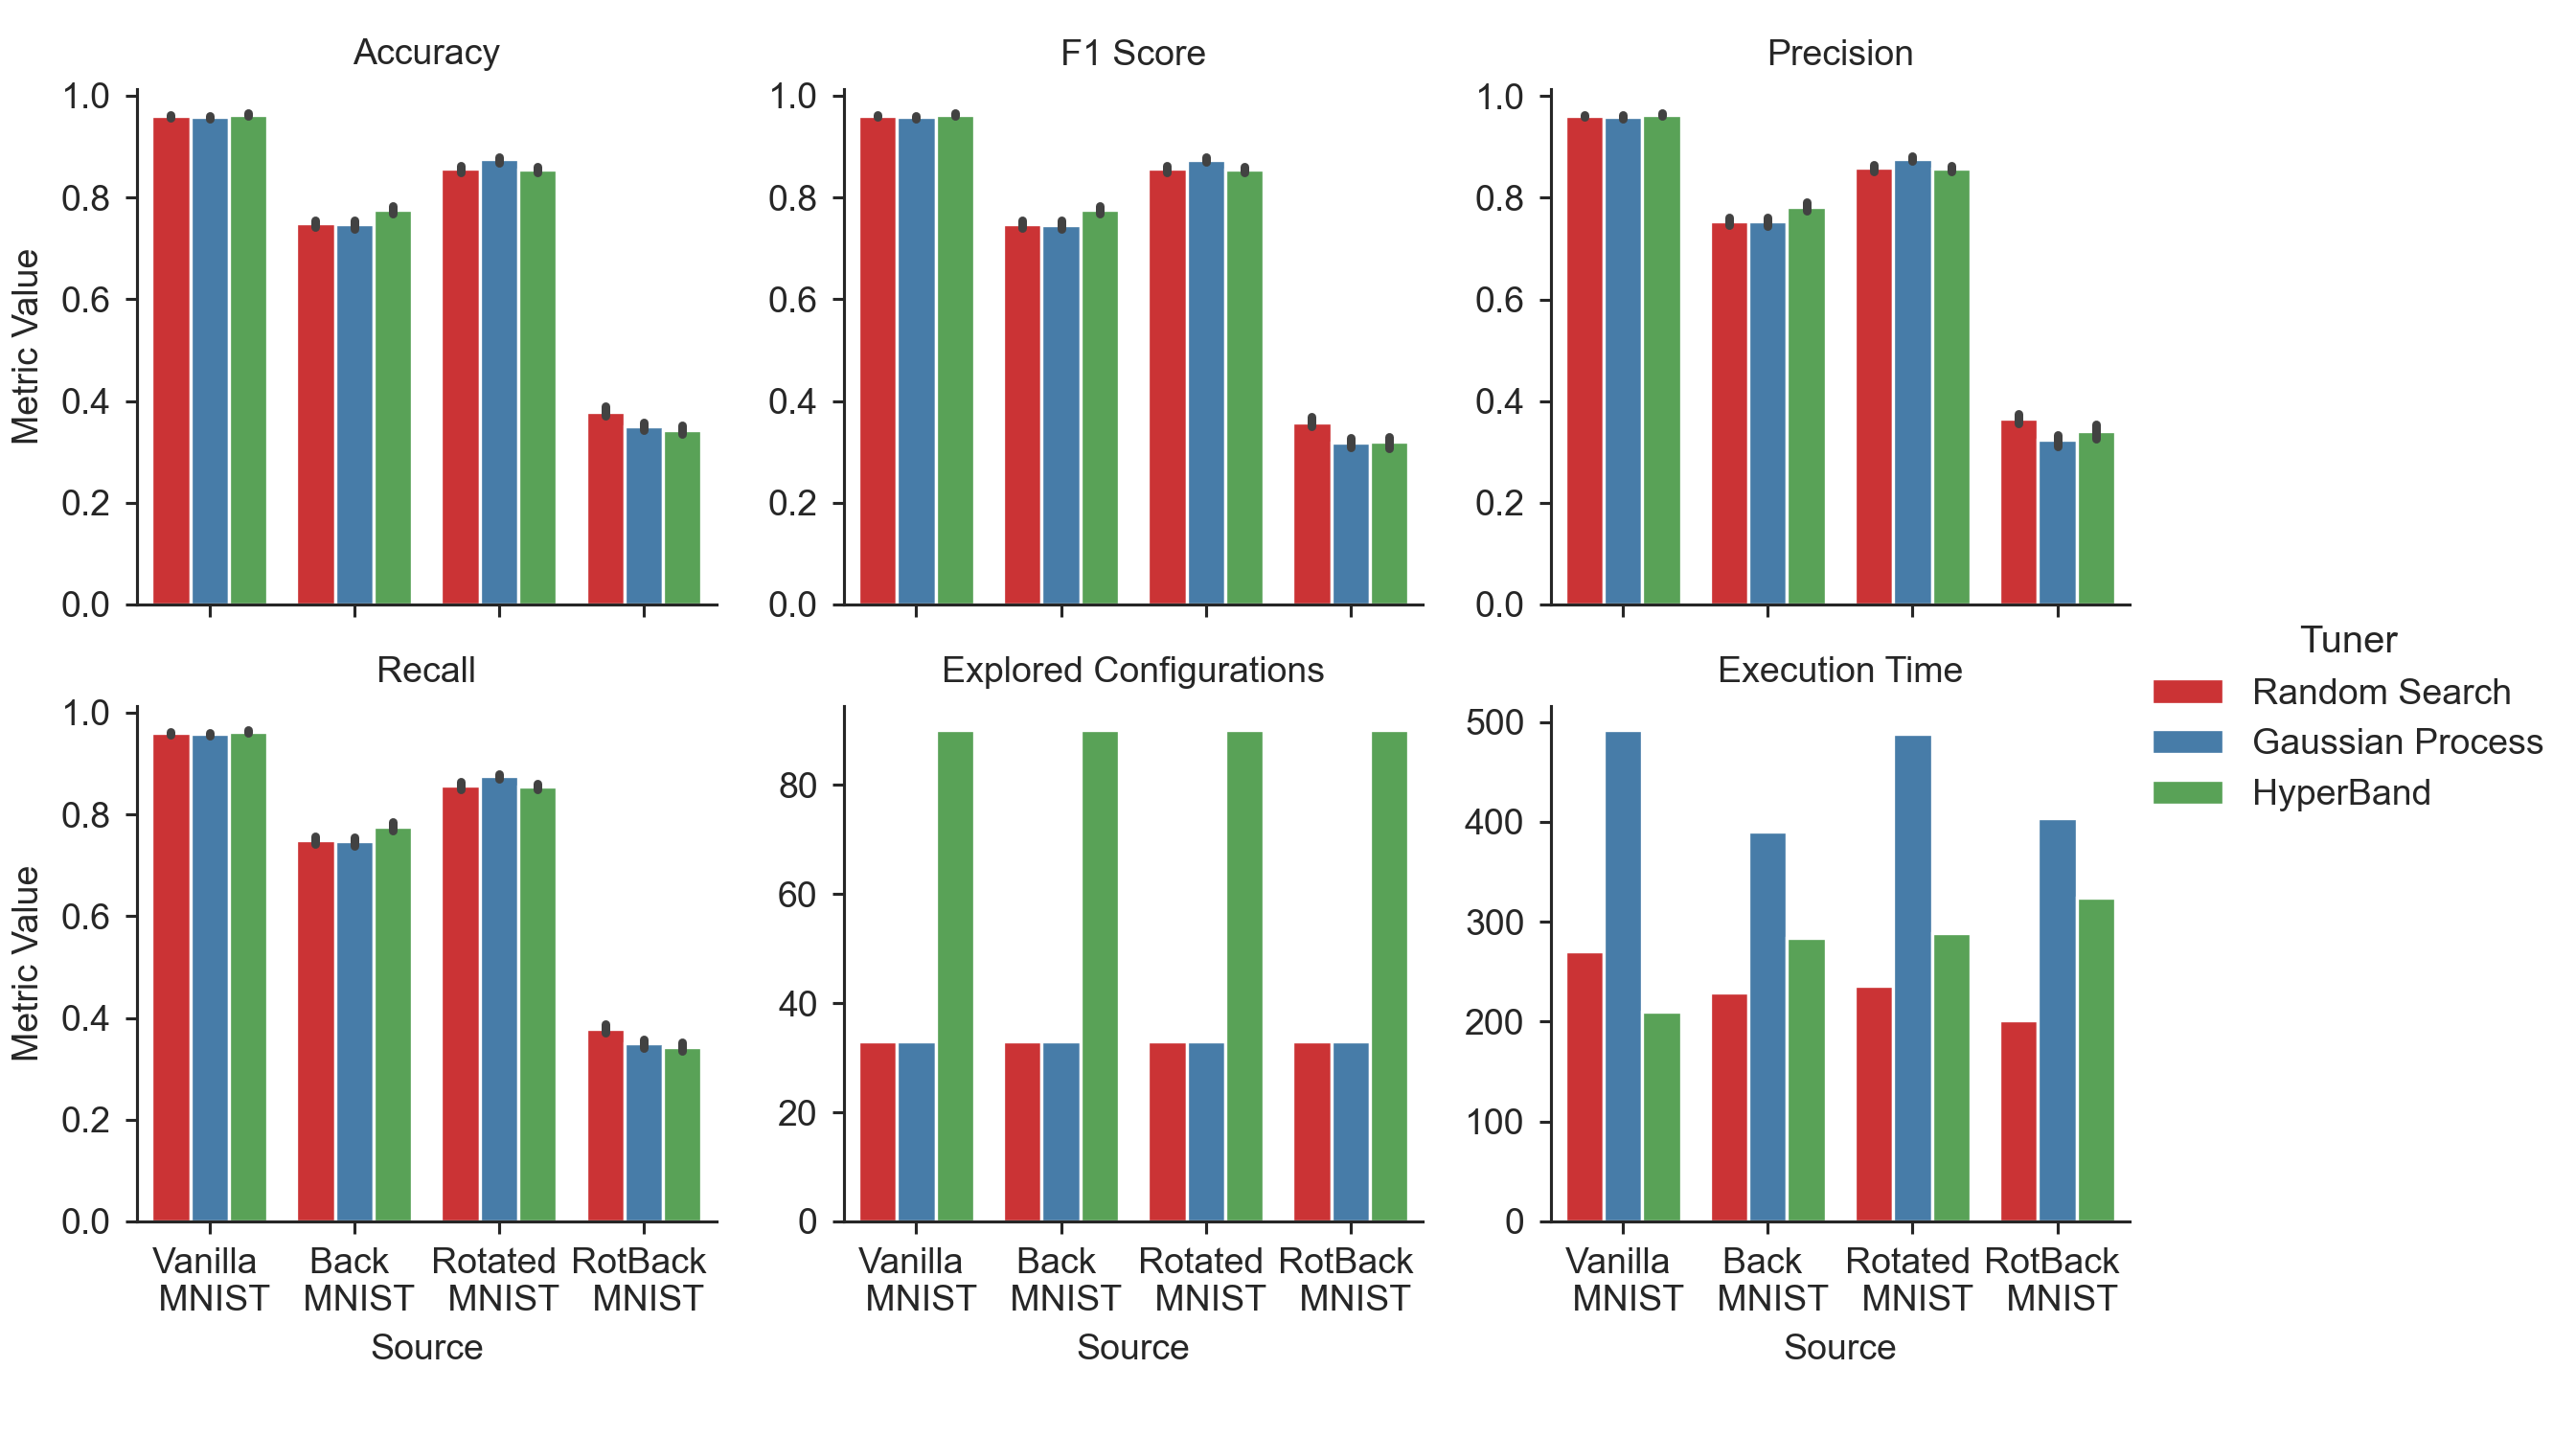 Accuracy
F1 Score
Precision
1.0
0.8
0.6
0.4
0.2
0.0
Metric Value
1.0
0.8
0.6
0.4
0.2
0.0
1.0
0.8
0.6
0.4
0.2
0.0
Recall
Explored Configurations
Execution Time
1.0
0.8
0.6
0.4
0.2
0.0
Metric Value
Vanilla
MNIST
Back
MNIST
Rotated
MNIST
RotBack
MNIST
Source
80
60
40
20
0
Vanilla
MNIST
Back
MNIST
Rotated
MNIST
RotBack
MNIST
Source
500
400
300
200
100
0
Vanilla
MNIST
Back
MNIST
Rotated
MNIST
RotBack
MNIST
Source
Tuner
Random Search
Gaussian Process
HyperBand